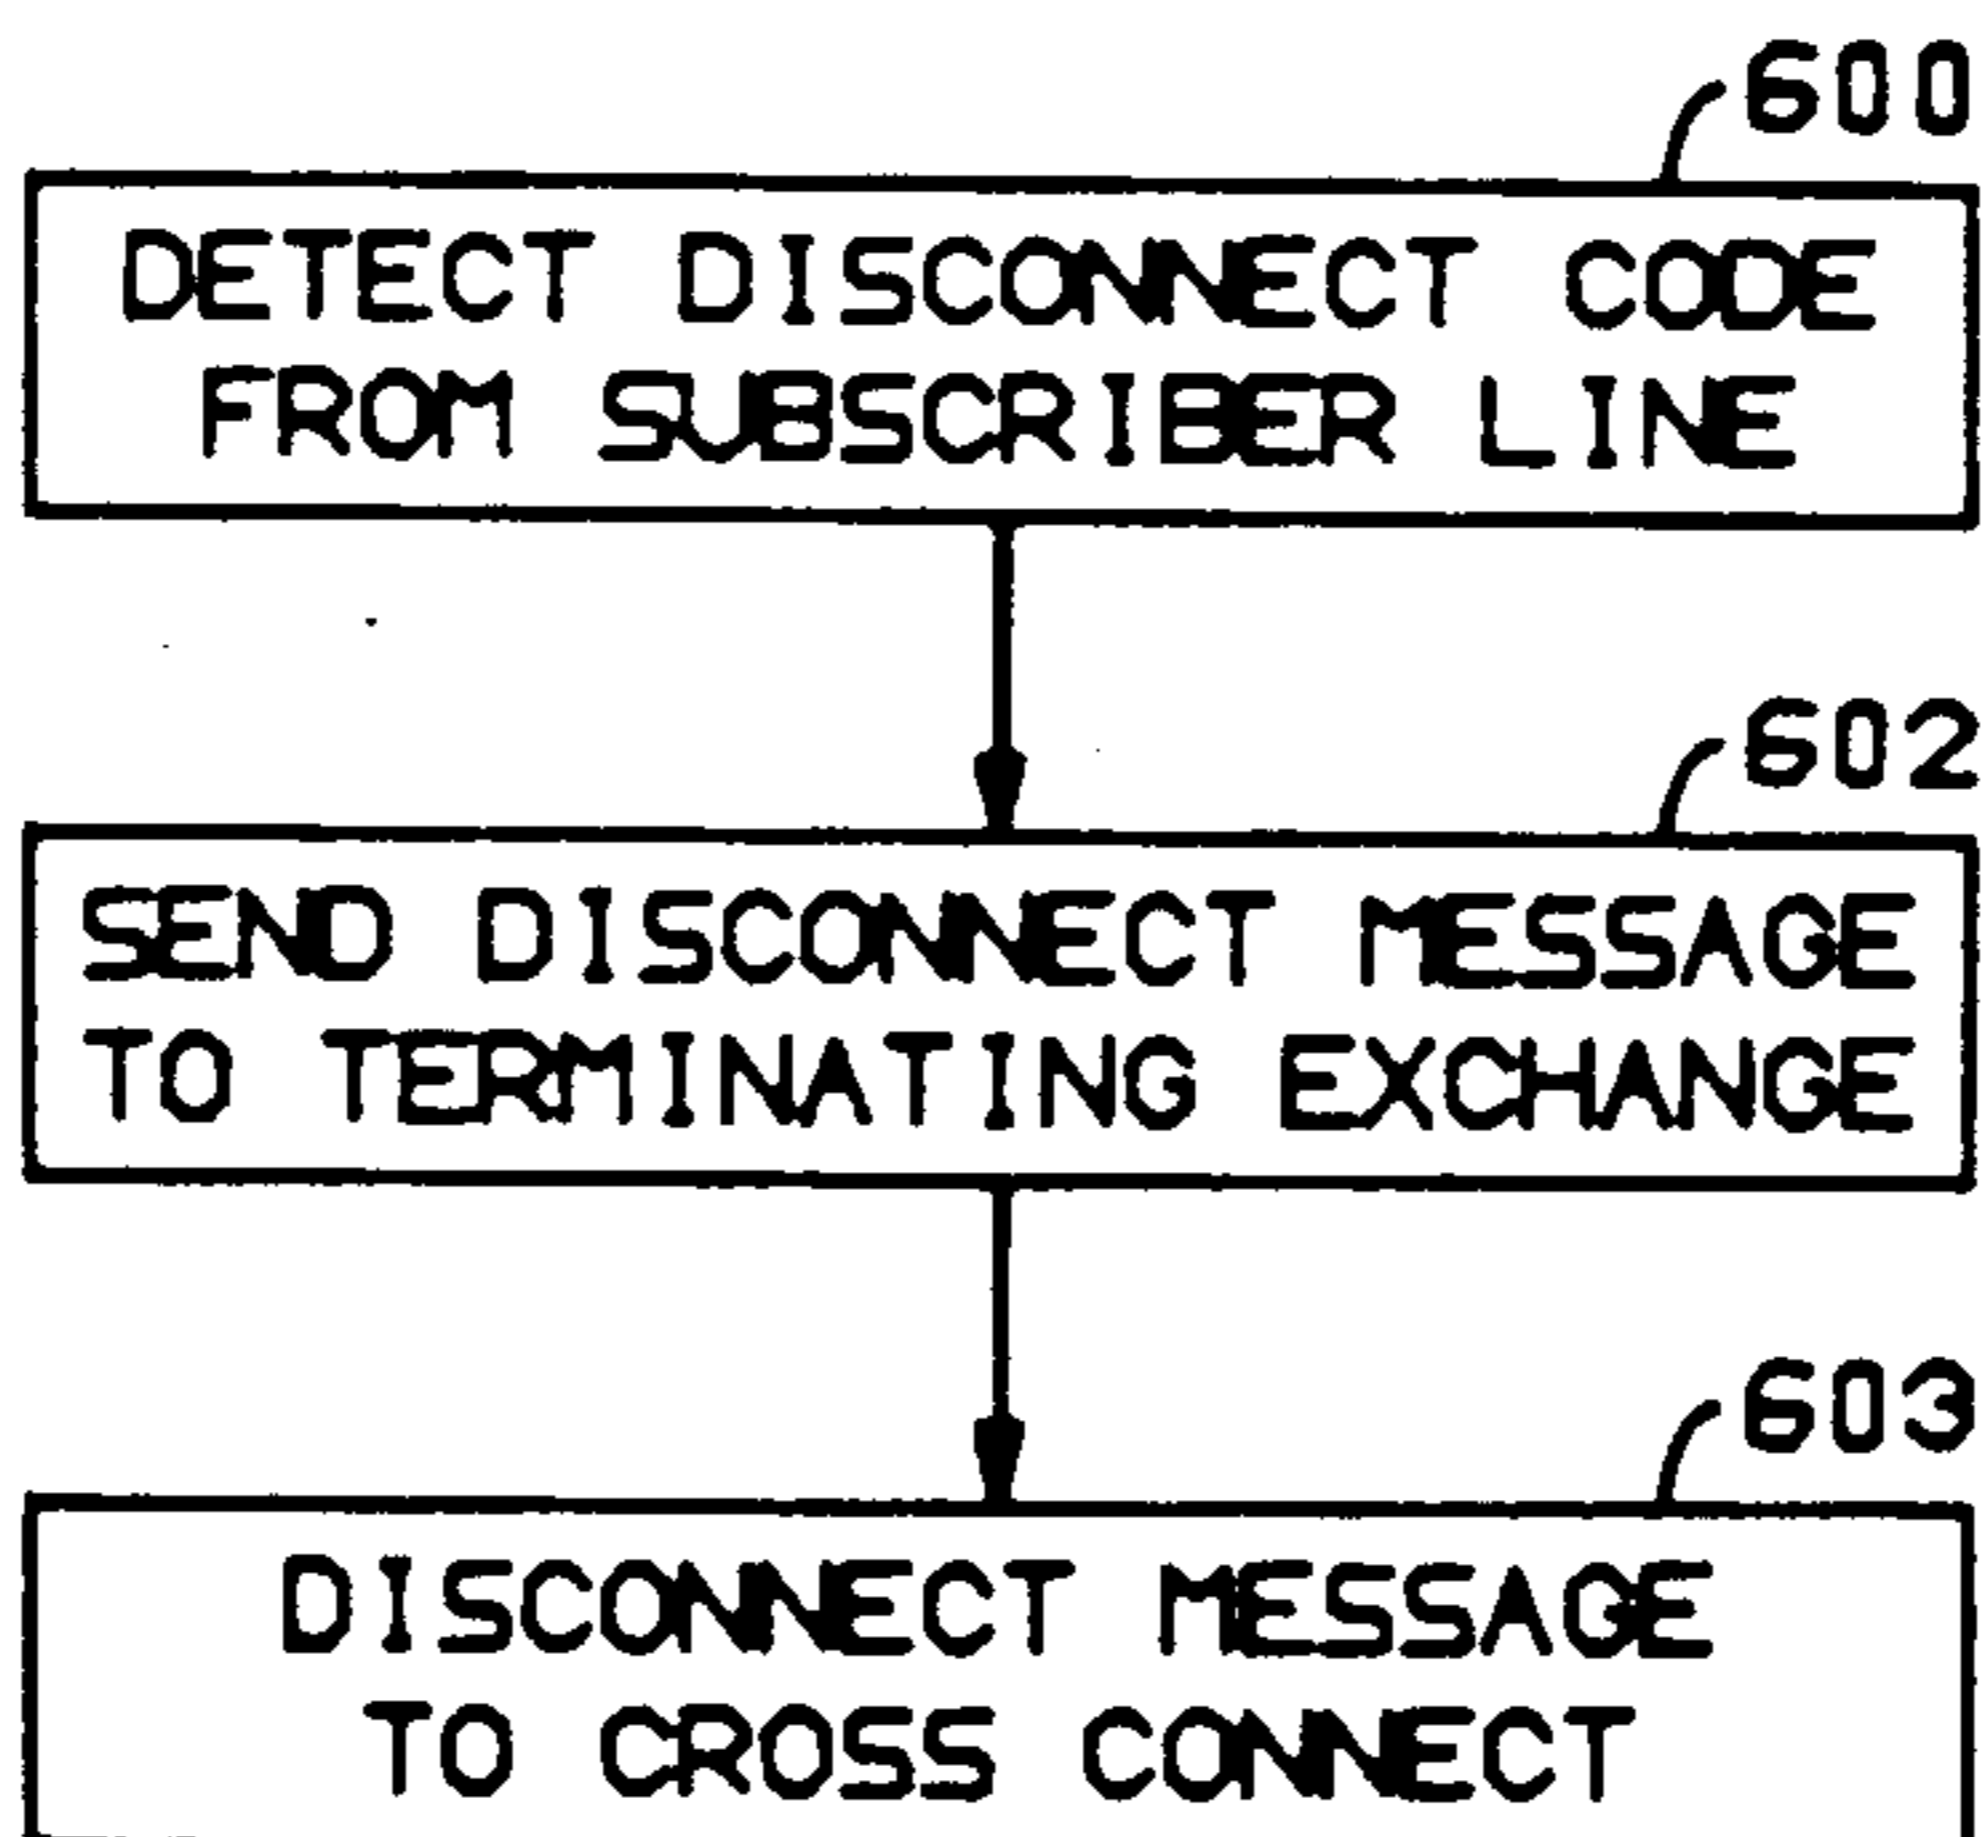 600
DETECT DISCONNECT CODE
FROM SUBSCRIBER LINE
602
SEND DISCONNECT MESSAGE
TO TERMINATING EXCHANGE
603
DISCONNECT MESSAGE
TO CROSS CONNECT